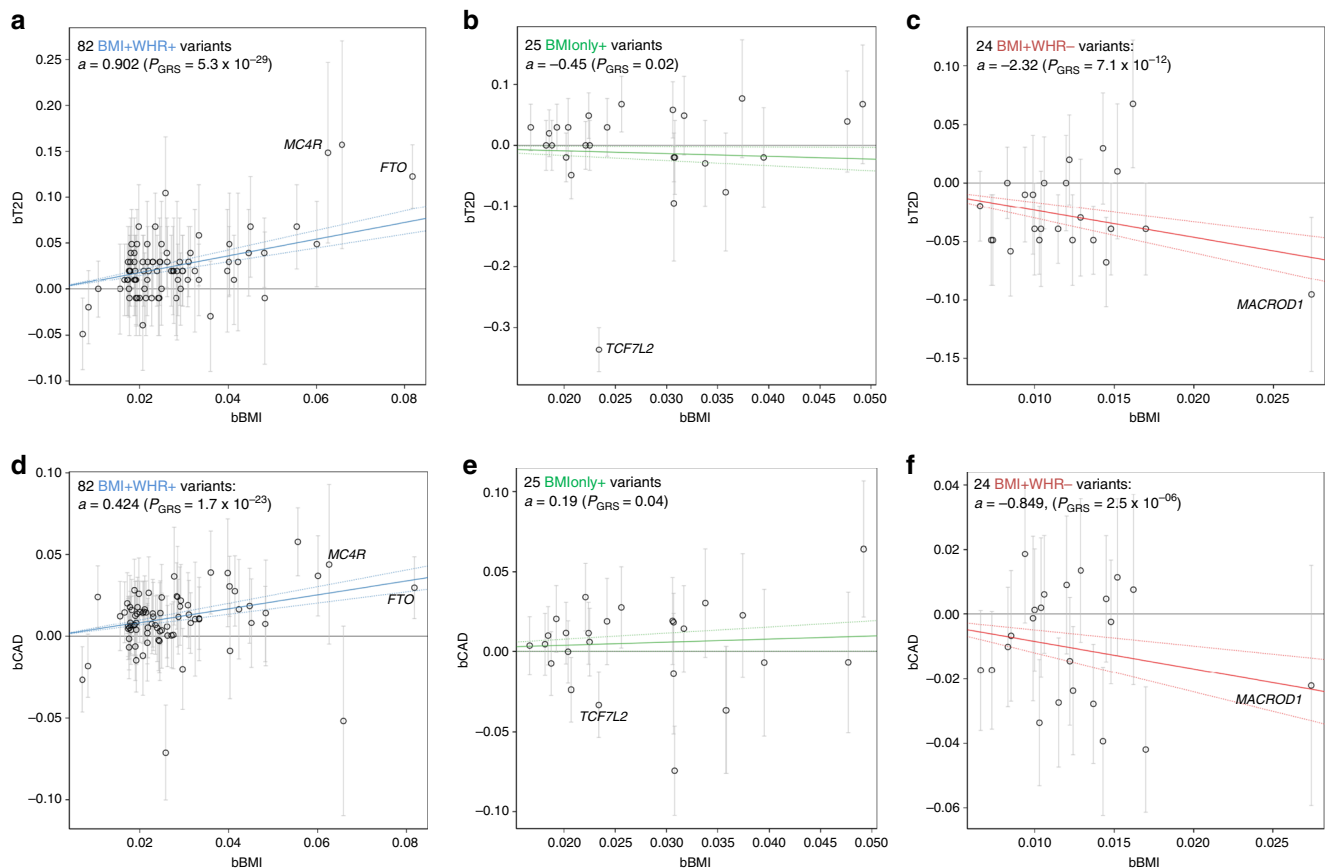 a
82 BMI+WHR+ variants
a = 0.902 (P_GRS = 5.3 x 10^−29)
0.25
0.20
0.15
0.10
0.05
0.00
−0.05
−0.10
bT2D
MC4R
FTO
0.02 0.04 0.06 0.08
bBMI
b
25 BMIonly+ variants
a = −0.45 (P_GRS = 0.02)
0.1
0.0
−0.1
−0.2
−0.3
bT2D
TCF7L2
0.020 0.025 0.030 0.035 0.040 0.045 0.050
bBMI
c
24 BMI+WHR− variants:
a = −2.32 (P_GRS = 7.1 x 10^−12)
0.10
0.05
0.00
−0.05
−0.10
−0.15
bT2D
MACROD1
0.010 0.015 0.020 0.025
bBMI
d
82 BMI+WHR+ variants:
a = 0.424 (P_GRS = 1.7 x 10^−23)
0.10
0.05
0.00
−0.05
−0.10
bCAD
MC4R
FTO
0.02 0.04 0.06 0.08
bBMI
e
25 BMIonly+ variants
a = 0.19 (P_GRS = 0.04)
0.10
0.05
0.00
−0.05
−0.10
bCAD
TCF7L2
0.020 0.025 0.030 0.035 0.040 0.045 0.050
bBMI
f
24 BMI+WHR− variants:
a = −0.849, (P_GRS = 2.5 x 10^−06)
0.04
0.02
0.00
−0.02
−0.04
−0.06
bCAD
MACROD1
0.010 0.015 0.020 0.025
bBMI